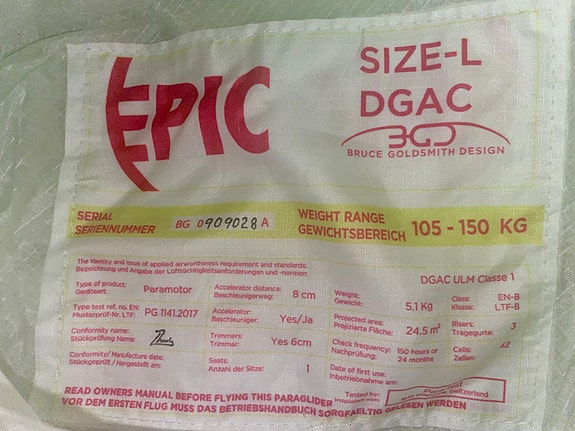 EPIC
SIZE-L
DGAC
BGD
BRUCE GOLDSMITH DESIGN
SERIAL
SERIENNUMMER
BG 0909028 A
WEIGHT RANGE
GEWICHTSBEREICH
105 - 150 KG
The identity and issue of applied airworthiness requirement and standards:
Bezeichnung und Angabe der Lufttüchtigkeitsanforderungen und -normen:
DGAC ULM Classe 1
Type of product: Paramotor
Geräteart:
Accelerator distance: 8 cm
Beschleunigerweg:
Weight: 5.1 Kg
Gewicht:
Class: EN-B
Klasse: LTF-B
Type test ref. no. EN: PG 1141.2017
Musterprüf-Nr. LTF:
Accelerator: Yes/Ja
Beschleuniger:
Projected area: 24.5 m²
Projizierte Fläche:
Risers: 3
Tragegurte:
Conformity name:
Stückprüfung Name:
Trimmers: Yes 6cm
Trimmer:
Check frequency: 150 hours or
Nachprüfung: 24 months
Cells: 42
Zellen:
Conformity/Manufacture date:
Stückgeprüft / Hergestellt am:
Seats: 1
Anzahl der Sitze:
Date of first use:
Inbetriebnahme am:
READ OWNERS MANUAL BEFORE FLYING THIS PARAGLIDER
VOR DEM ERSTEN FLUG MUSS DAS BETRIEBSHANDBUCH SORGFAELTIG GELESEN WERDEN
Tested by:
Switzerland